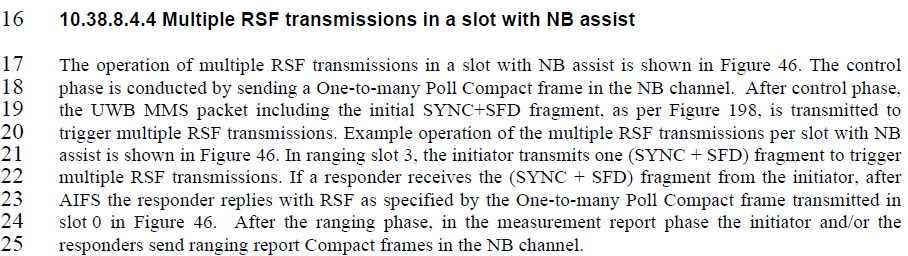 16 10.38.8.4.4 Multiple RSF transmissions in a slot with NB assist
17 The operation of multiple RSF transmissions in a slot with NB assist is shown in Figure 46. The control
18 phase is conducted by sending a One-to-many Poll Compact frame in the NB channel. After control phase,
19 the UWB MMS packet including the initial SYNC+SFD fragment, as per Figure 198, is transmitted to
20 trigger multiple RSF transmissions. Example operation of the multiple RSF transmissions per slot with NB
21 assist is shown in Figure 46. In ranging slot 3, the initiator transmits one (SYNC + SFD) fragment to trigger
22 multiple RSF transmissions. If a responder receives the (SYNC + SFD) fragment from the initiator, after
23 AIFS the responder replies with RSF as specified by the One-to-many Poll Compact frame transmitted in
24 slot 0 in Figure 46. After the ranging phase, in the measurement report phase the initiator and/or the
25 responders send ranging report Compact frames in the NB channel.